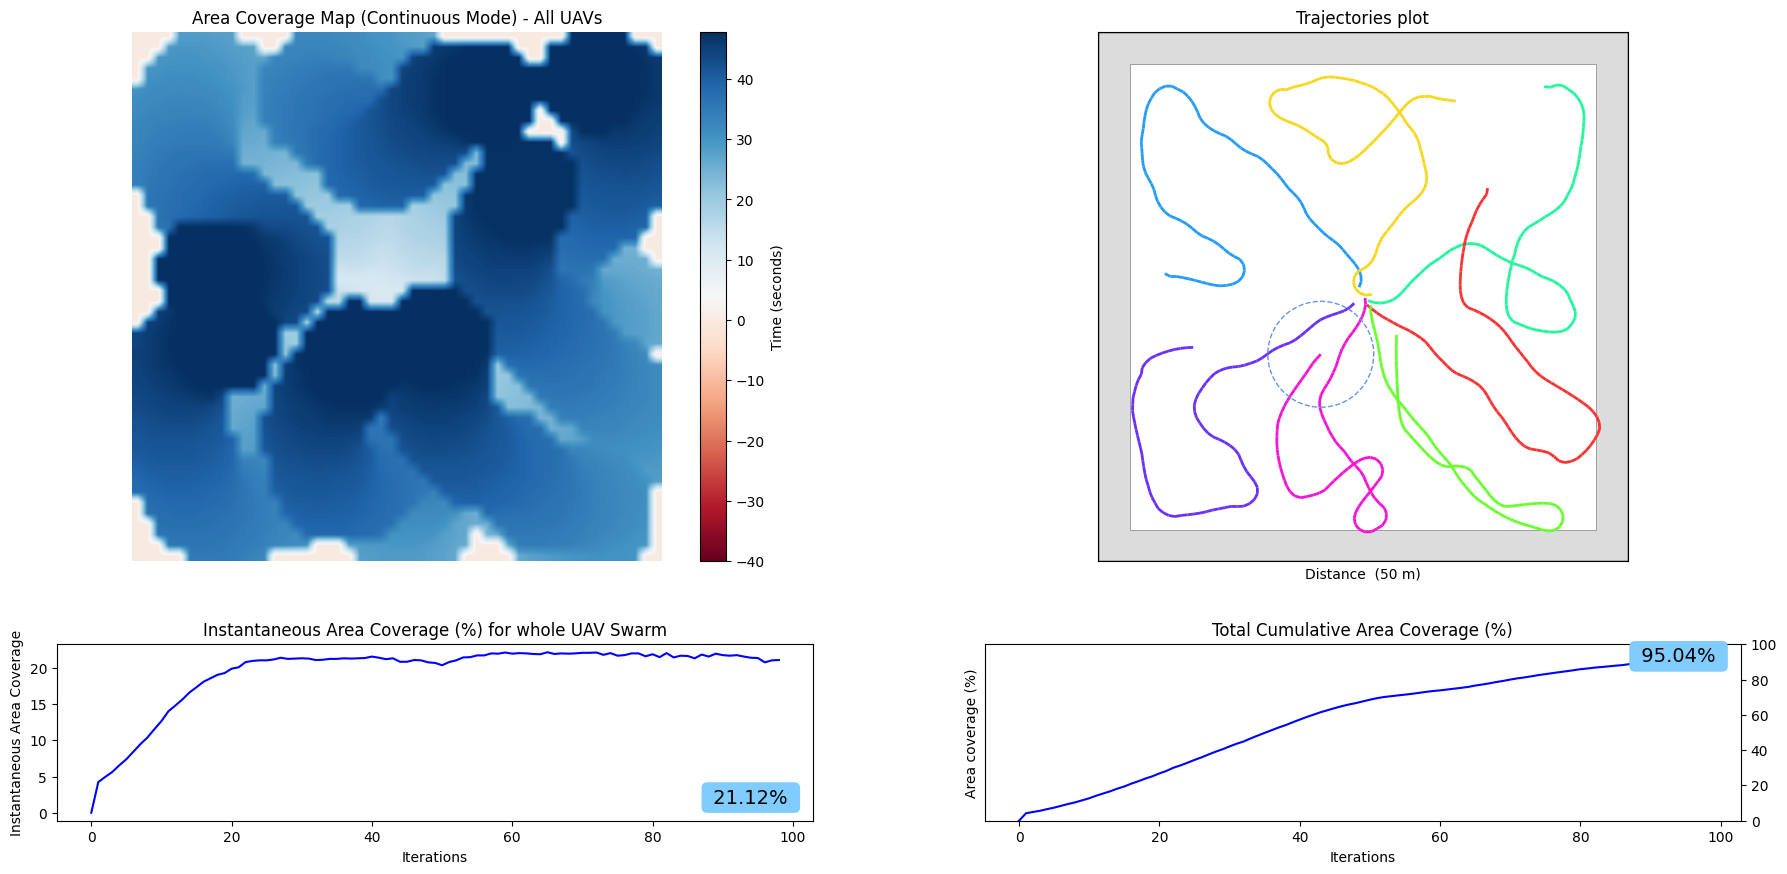 Area Coverage Map (Continuous Mode) - All UAVs
40
30
20
10
0
−10
−20
−30
−40
Time (seconds)
Trajectories plot
Distance  (50 m)
Instantaneous Area Coverage (%) for whole UAV Swarm
Instantaneous Area Coverage
20
15
10
5
0
21.12%
0 20 40 60 80 100
Iterations
Total Cumulative Area Coverage (%)
Area coverage (%)
95.04%
100
80
60
40
20
0
0 20 40 60 80 100
Iterations